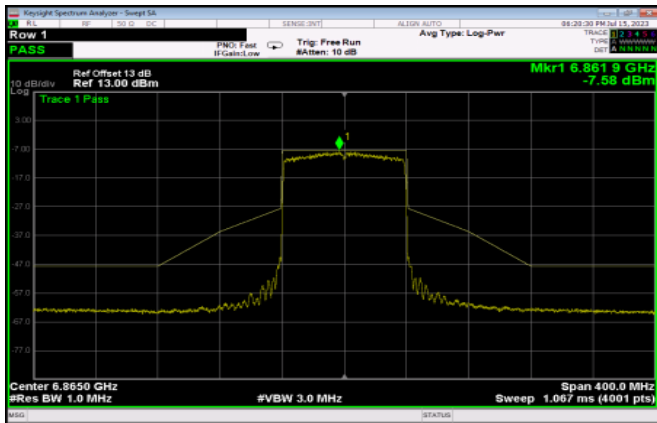 Keysight Spectrum Analyzer - Swept SA
RL RF 50 Ω DC SENSE:INT ALIGN AUTO 08:20:30 PM Jul 15, 2023
Row 1 Avg Type: Log-Pwr TRACE 1 2 3 4 5 6
PASS PNO: Fast Trig: Free Run TYPE
IFGain:Low #Atten: 10 dB DET A N N N N N
Mkr1 6.861 9 GHz
Ref Offset 13 dB
10 dB/div Ref 13.00 dBm -7.58 dBm
Log
Trace 1 Pass
3.00
1
-7.00
-17.0
-27.0
-37.0
-47.0
-57.0
-67.0
-77.0
Center 6.8650 GHz Span 400.0 MHz
#Res BW 1.0 MHz #VBW 3.0 MHz Sweep 1.067 ms (4001 pts)
MSG STATUS